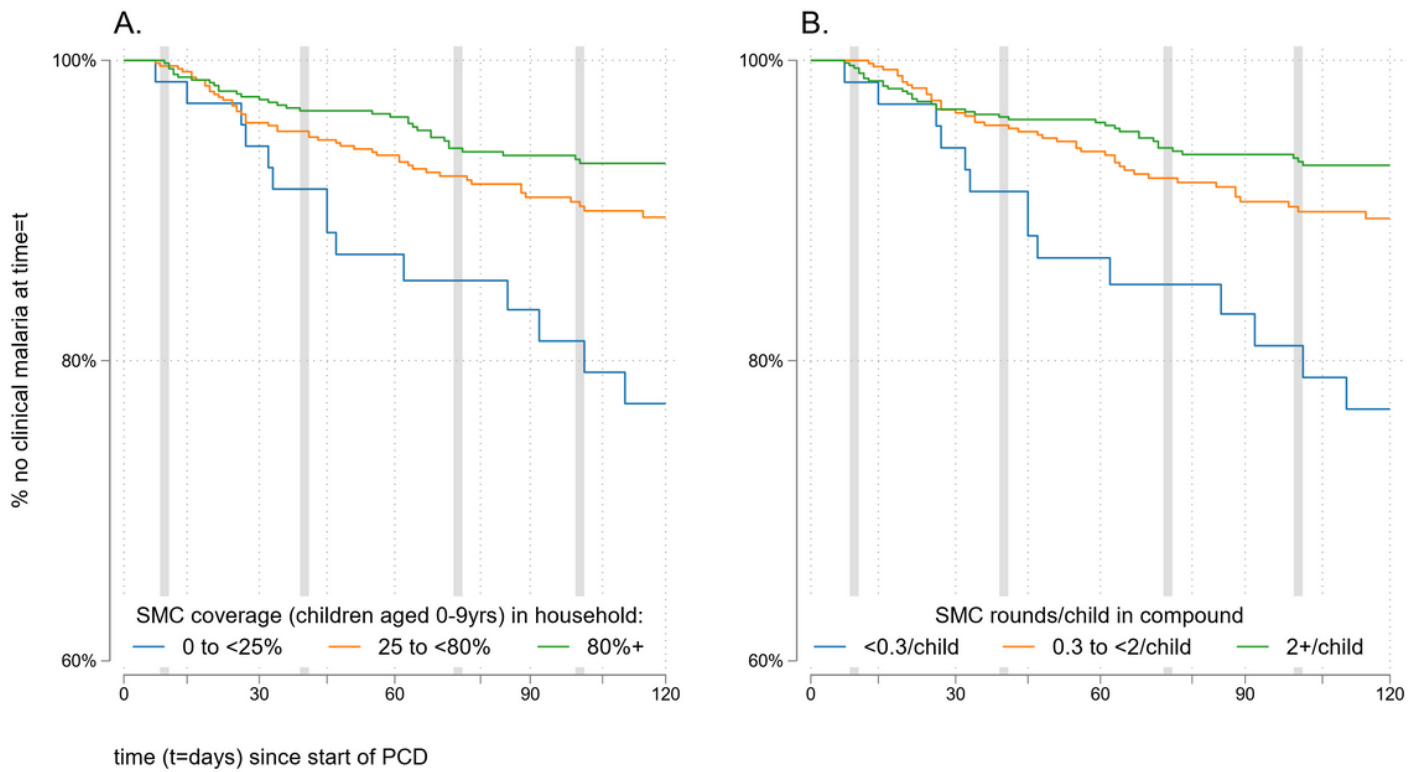 A.
B.
% no clinical malaria at time=t
100%
80%
60%
SMC coverage (children aged 0-9yrs) in household:
0 to <25% 25 to <80% 80%+
0 30 60 90 120
100%
80%
60%
SMC rounds/child in compound
<0.3/child 0.3 to <2/child 2+/child
0 30 60 90 120
time (t=days) since start of PCD